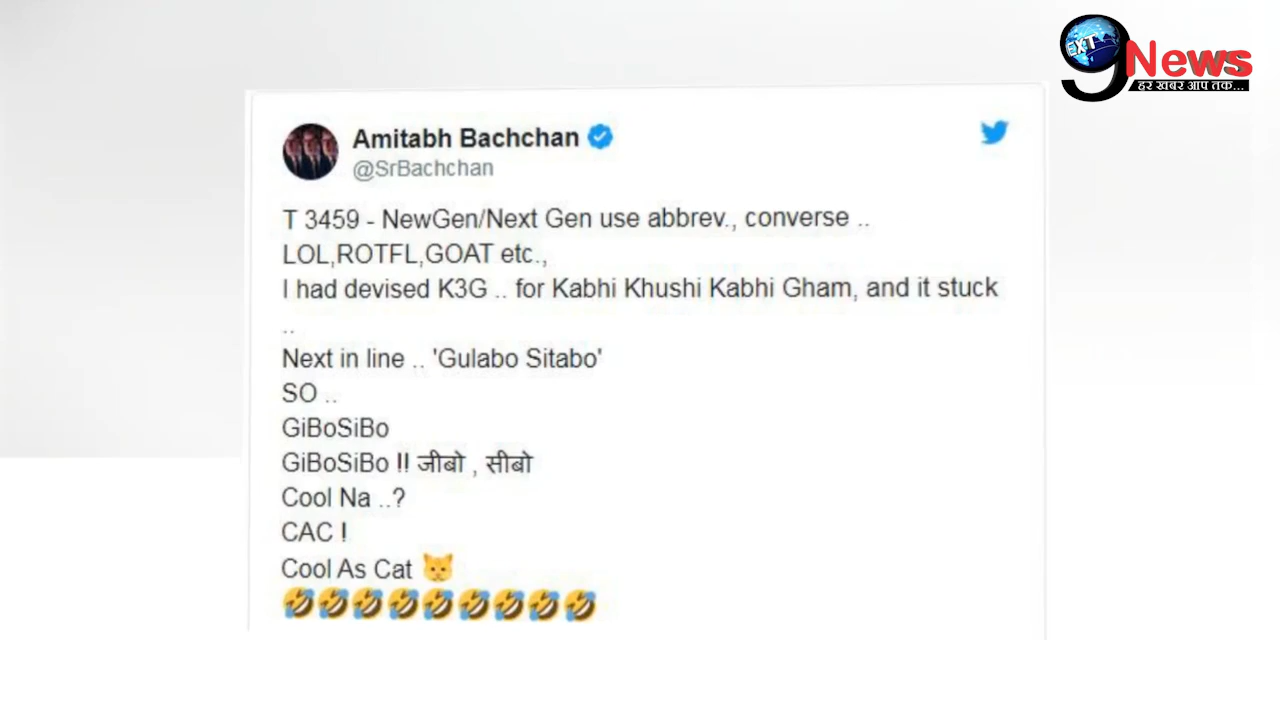 EXT
9News
हर खबर आप तक...
Amitabh Bachchan
@SrBachchan
T 3459 - NewGen/Next Gen use abbrev., converse ..
LOL,ROTFL,GOAT etc.,
I had devised K3G .. for Kabhi Khushi Kabhi Gham, and it stuck
..
Next in line .. 'Gulabo Sitabo'
SO ..
GiBoSiBo
GiBoSiBo !! जीबो , सीबो
Cool Na ..?
CAC !
Cool As Cat 🐱
🤣🤣🤣🤣🤣🤣🤣🤣🤣